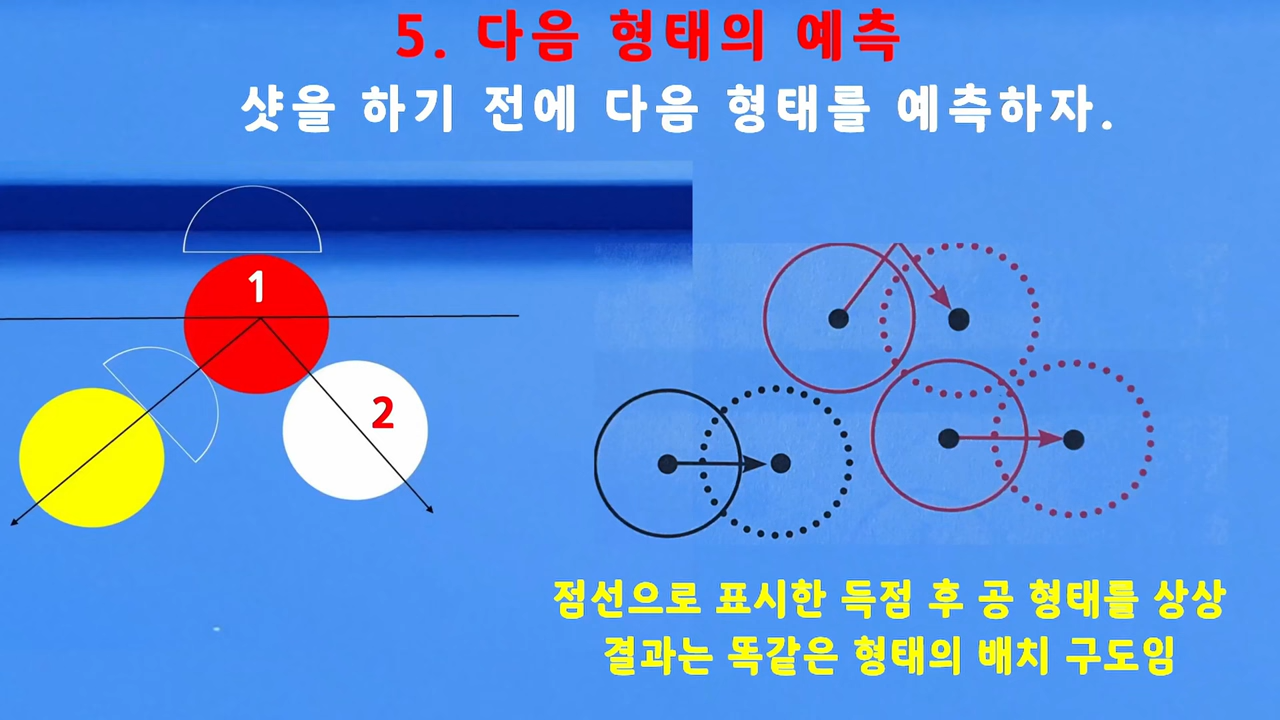 5. 다음 형태의 예측
샷을 하기 전에 다음 형태를 예측하자.
1
2
점선으로 표시한 득점 후 공 형태를 상상
결과는 똑같은 형태의 배치 구도임